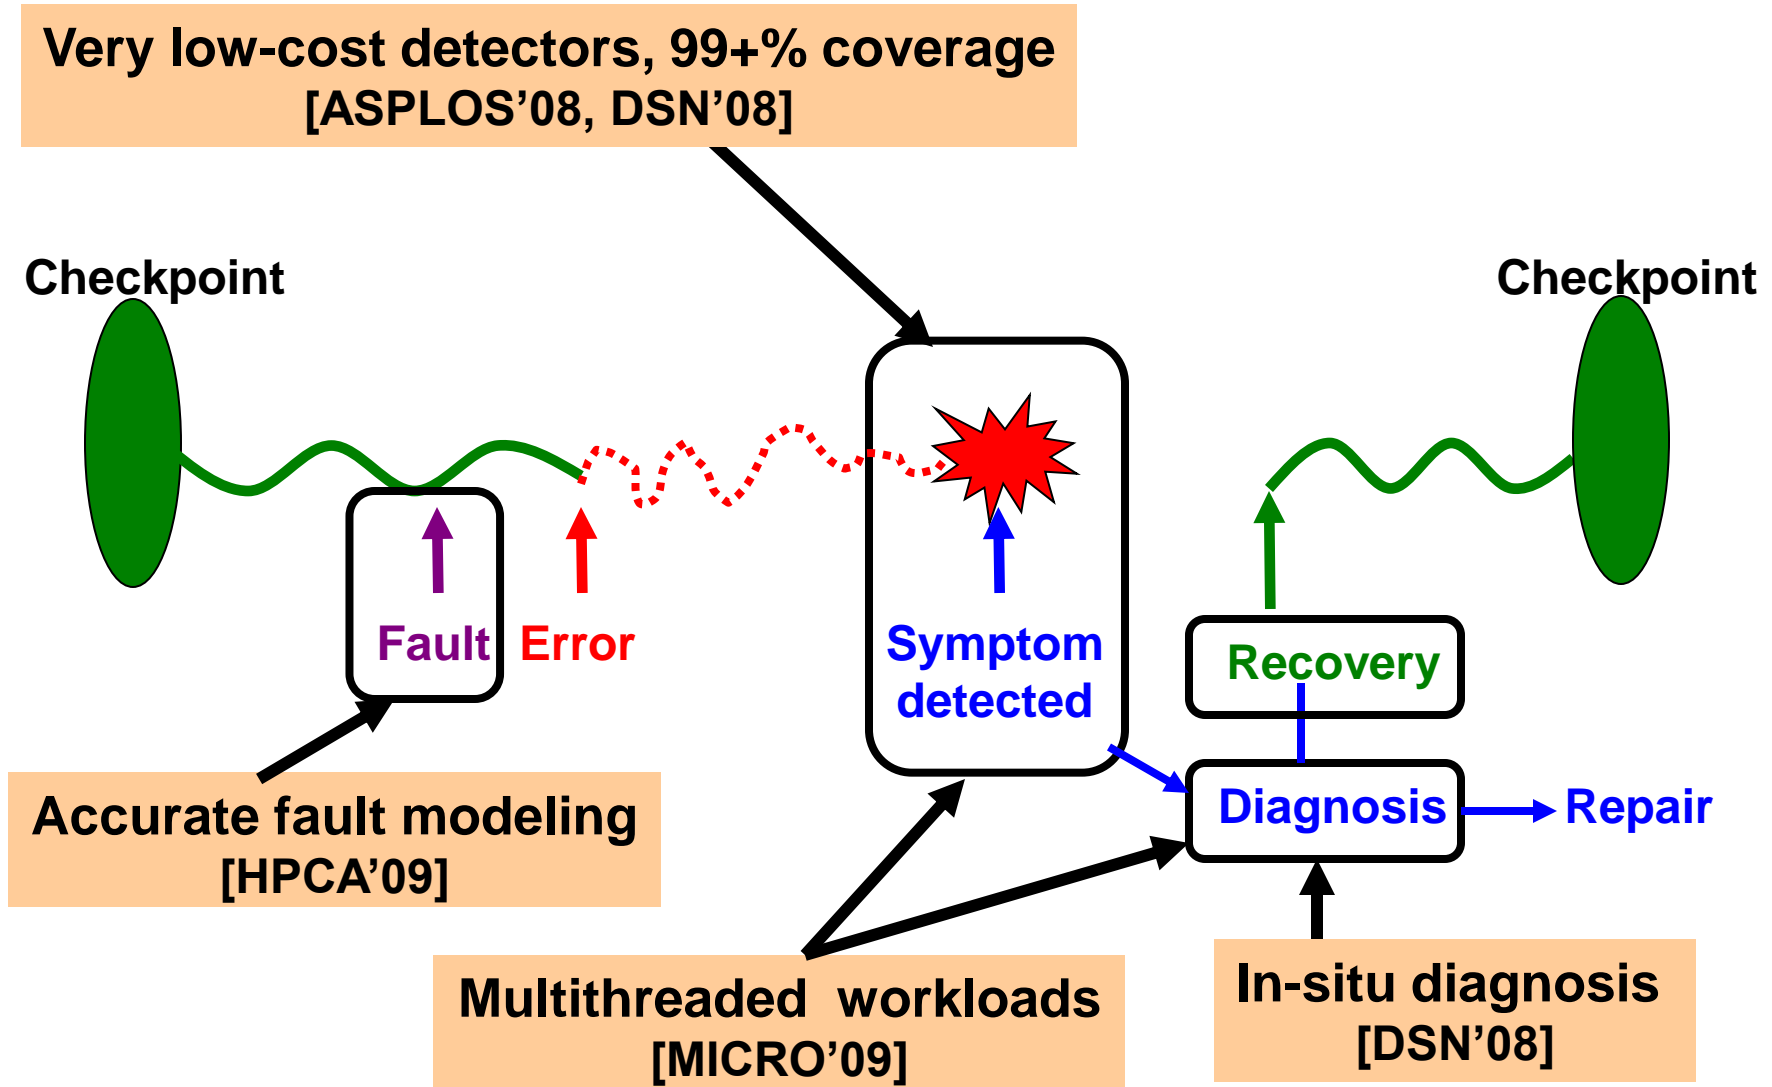 Very low-cost detectors, 99+% coverage
[ASPLOS’08, DSN’08]
Checkpoint
Checkpoint
Fault
Error
Symptom
detected
Recovery
Diagnosis
Repair
Accurate fault modeling
[HPCA’09]
Multithreaded  workloads
[MICRO’09]
In-situ diagnosis
[DSN’08]